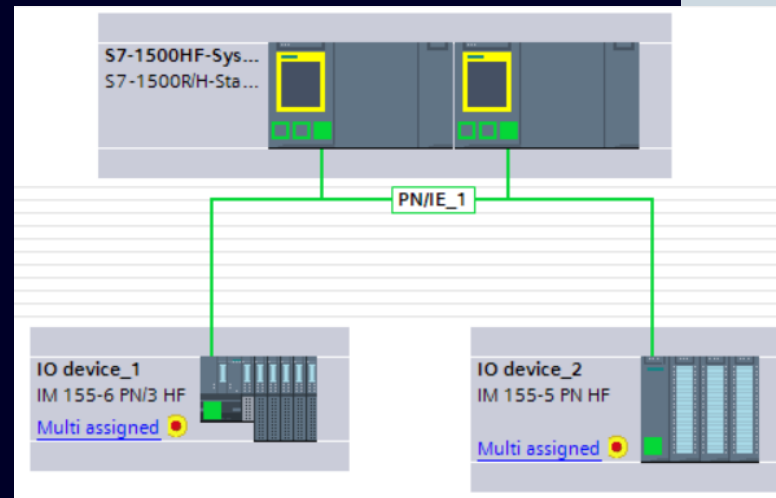 S7-1500HF-Sys...
S7-1500R/H-Sta...
PN/IE_1
IO device_1
IM 155-6 PN/3 HF
Multi assigned
IO device_2
IM 155-5 PN HF
Multi assigned